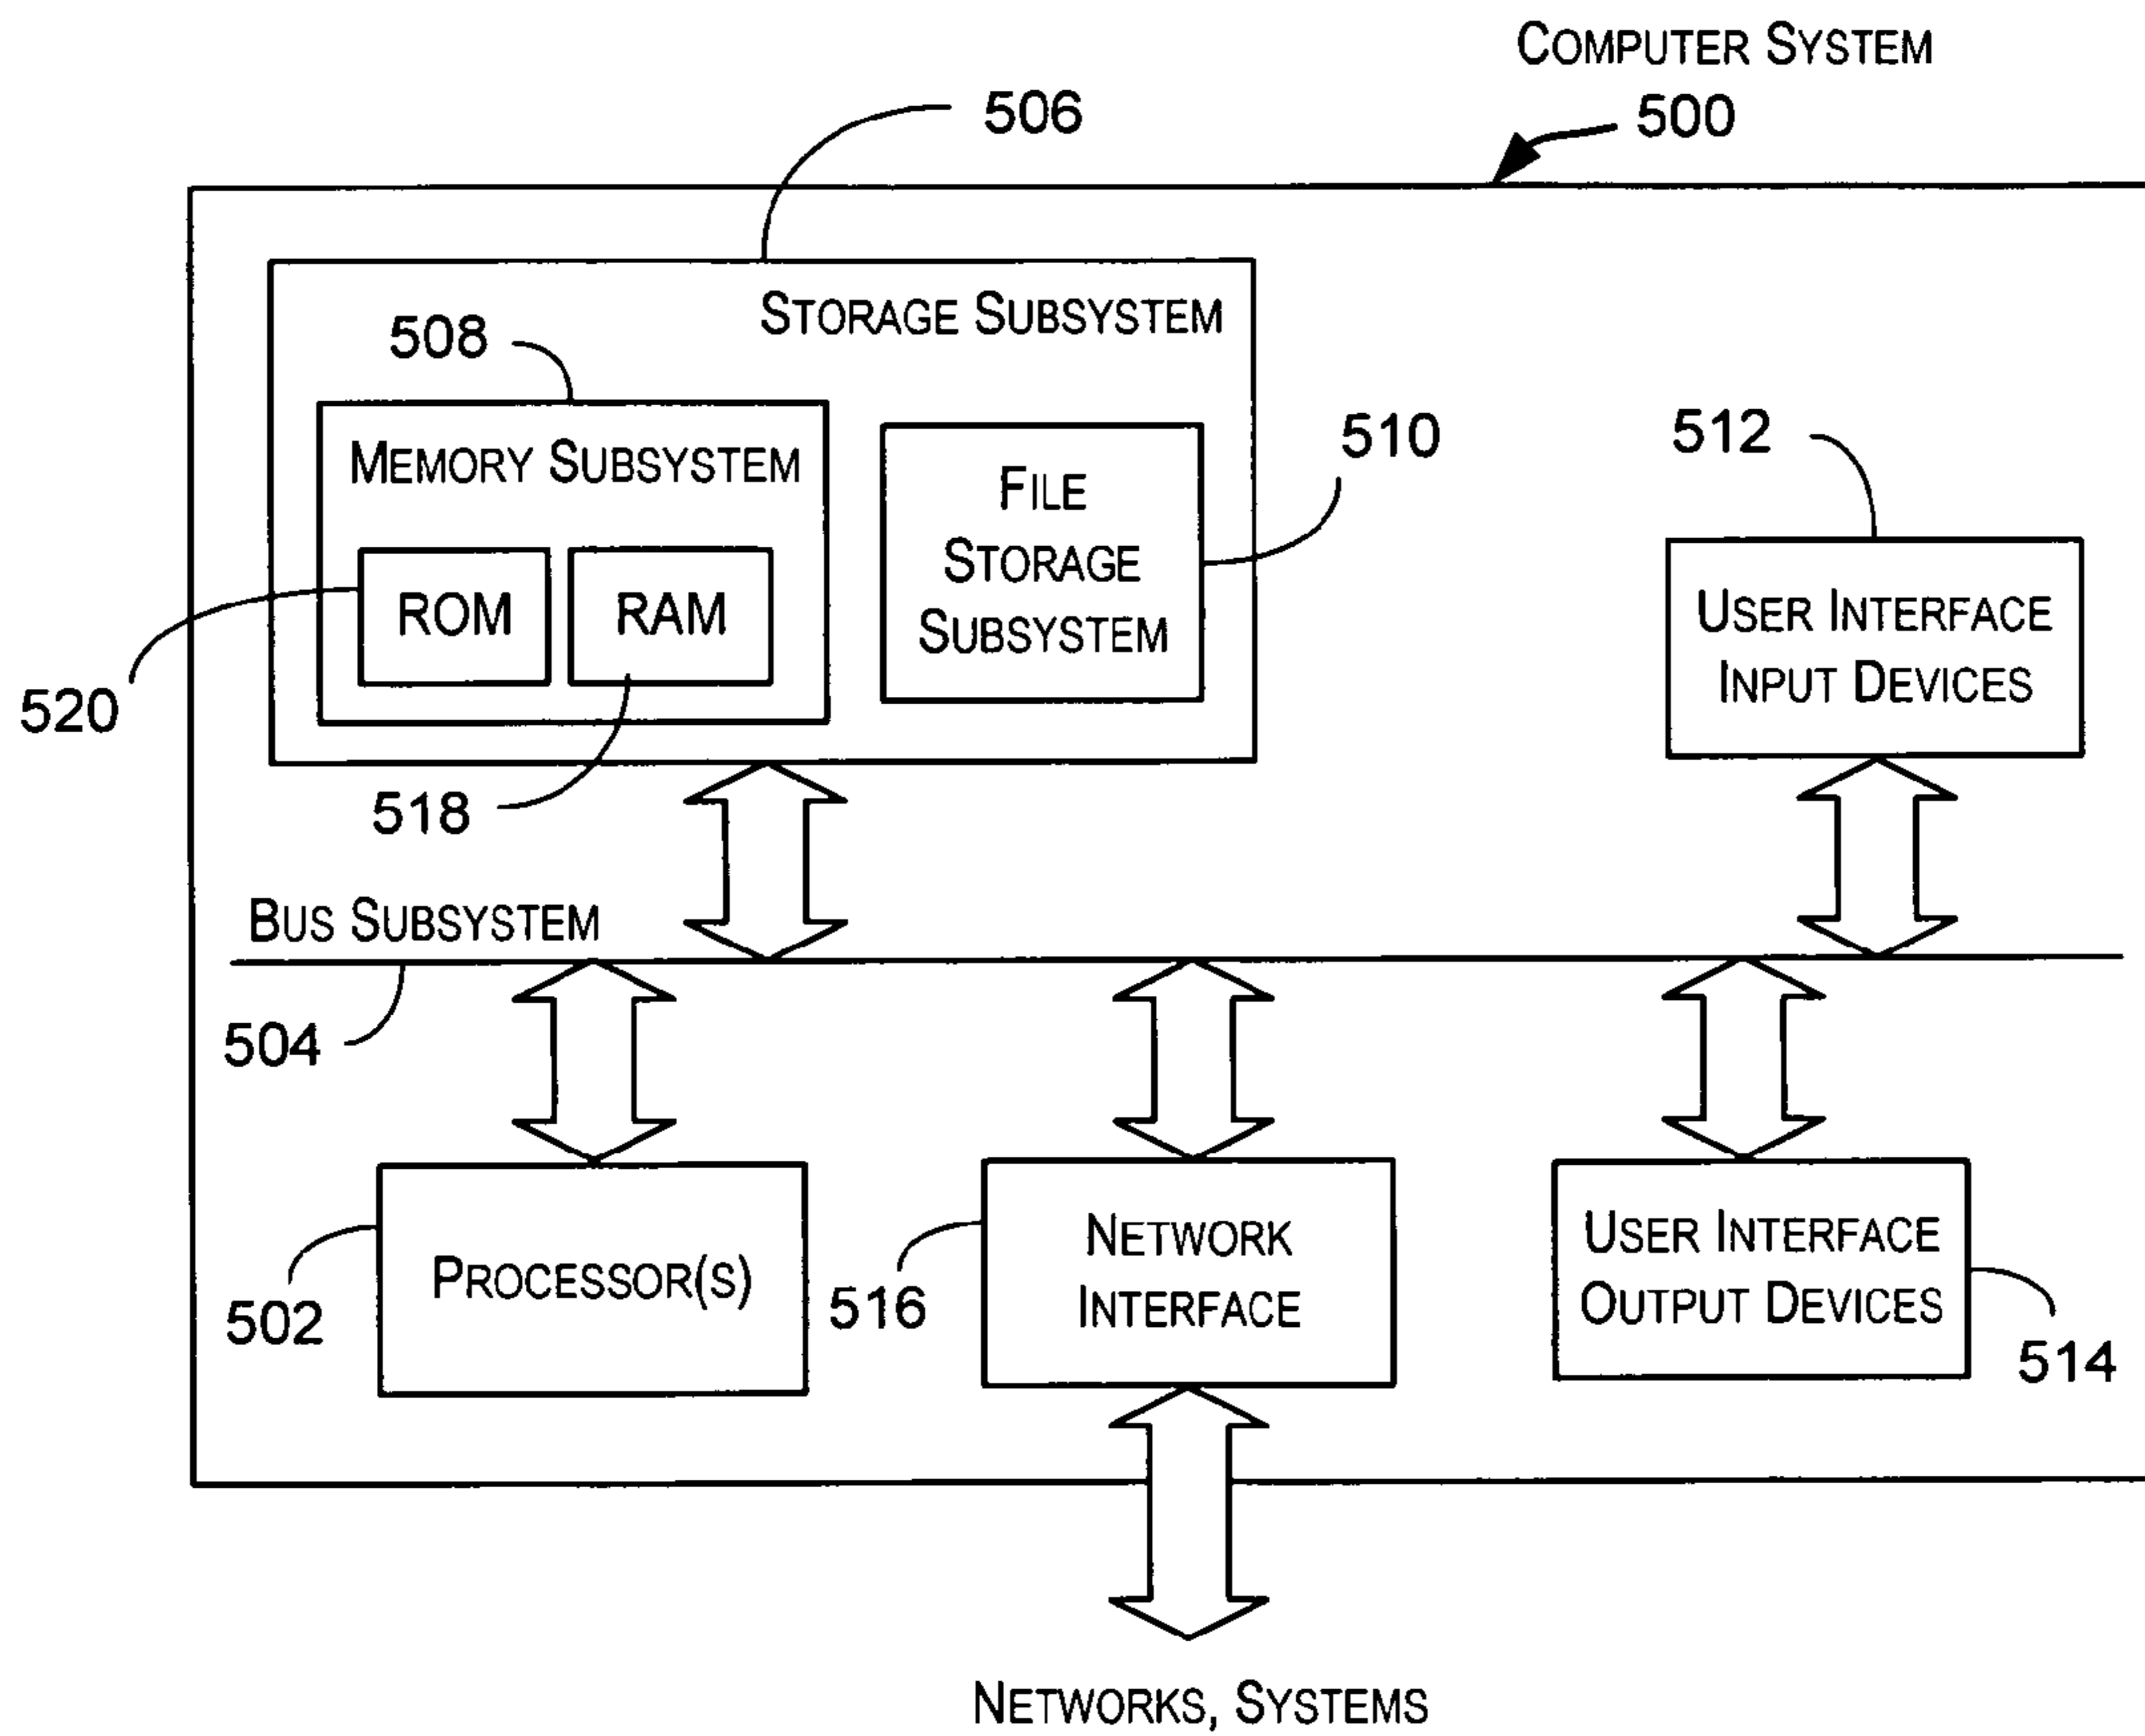 COMPUTER SYSTEM
500
506
STORAGE SUBSYSTEM
508
MEMORY SUBSYSTEM
ROM
RAM
520
518
FILE
STORAGE
SUBSYSTEM
510
512
USER INTERFACE
INPUT DEVICES
BUS SUBSYSTEM
504
PROCESSOR(S)
502
NETWORK
INTERFACE
516
USER INTERFACE
OUTPUT DEVICES
514
NETWORKS, SYSTEMS